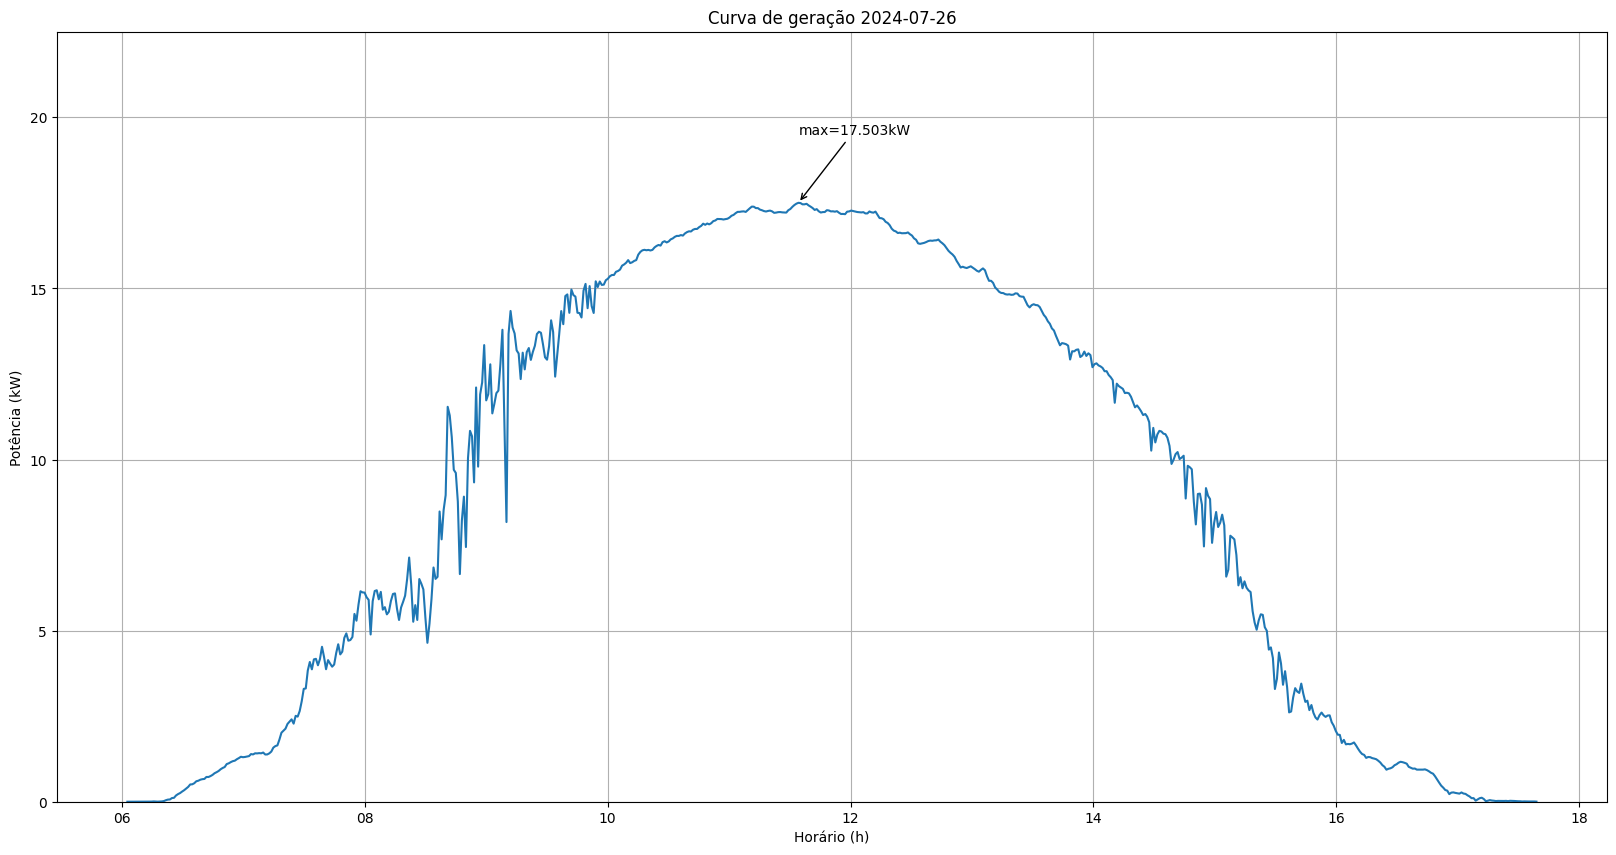 Curva de geração 2024-07-26
max=17.503kW
Potência (kW)
20
15
10
5
0
06 08 10 12 14 16 18
Horário (h)